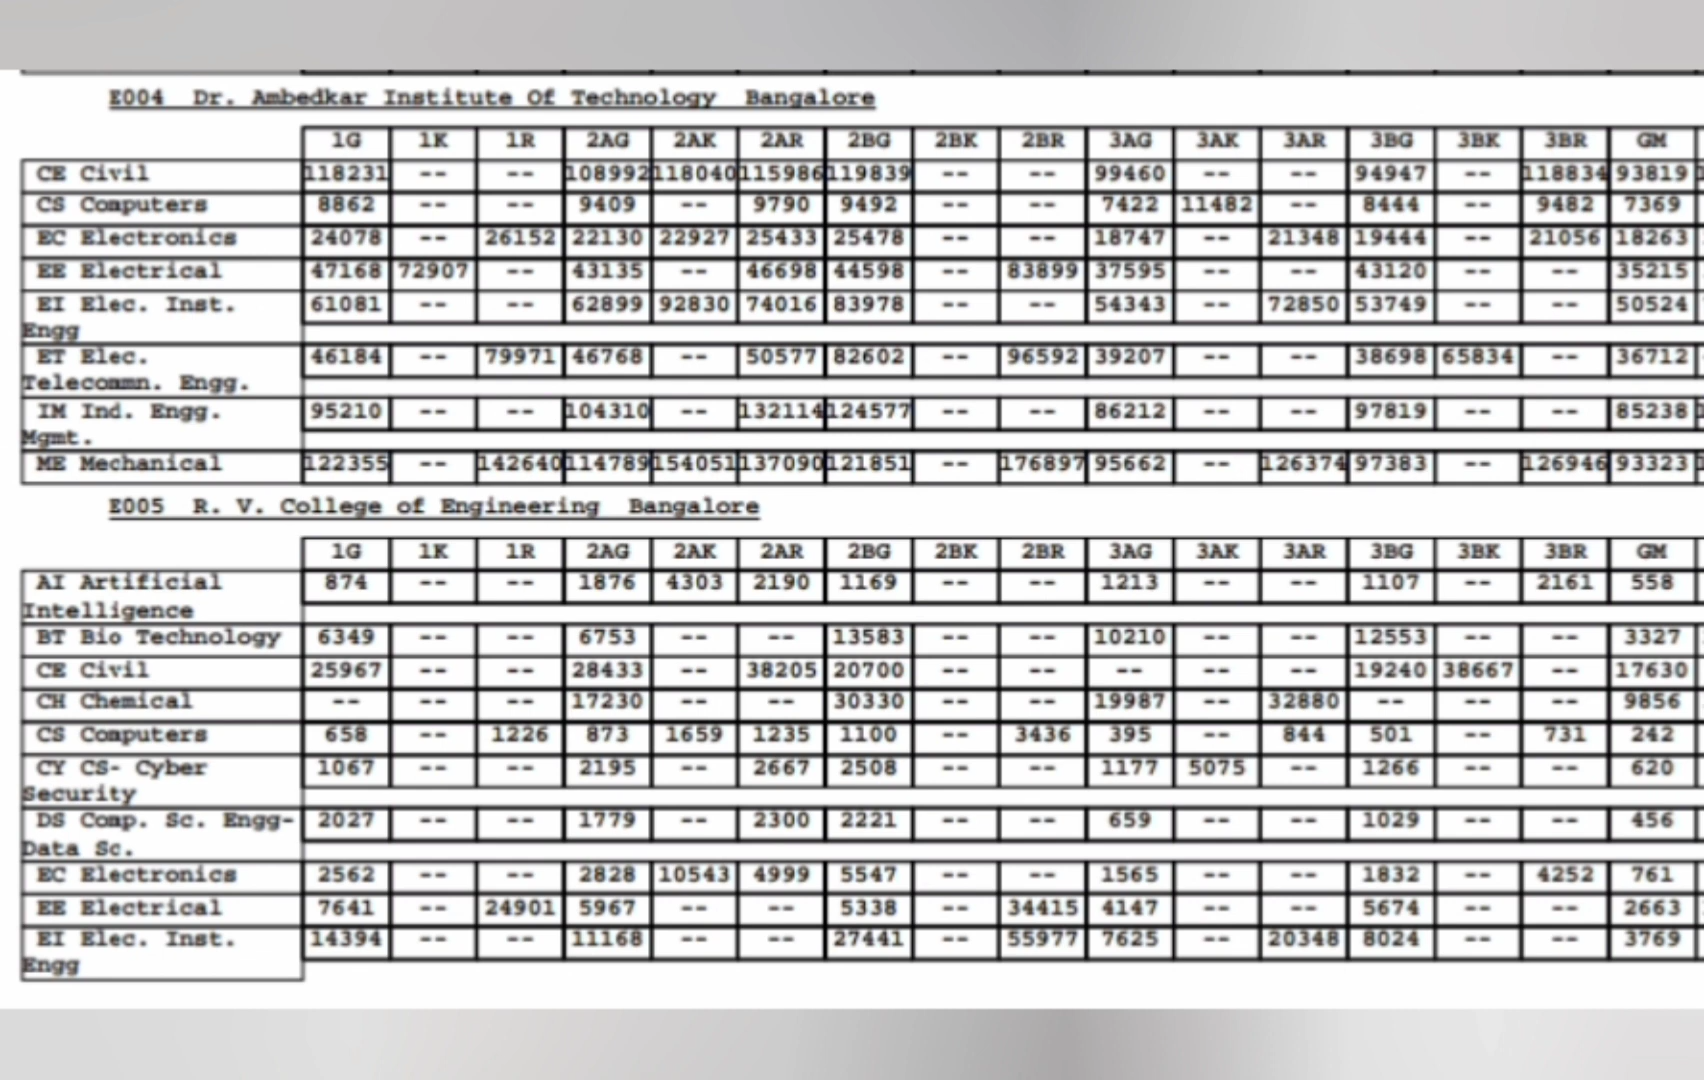 E004 Dr. Ambedkar Institute Of Technology Bangalore
1G 1K 1R 2AG 2AK 2AR 2BG 2BK 2BR 3AG 3AK 3AR 3BG 3BK 3BR GM
CE Civil 118231 -- -- 108992 118040 115986 119839 -- -- 99460 -- -- 94947 -- 118834 93819
CS Computers 8862 -- -- 9409 -- 9790 9492 -- -- 7422 11482 -- 8444 -- 9482 7369
EC Electronics 24078 -- 26152 22130 22927 25433 25478 -- -- 18747 -- 21348 19444 -- 21056 18263
EE Electrical 47168 72907 -- 43135 -- 46698 44598 -- 83899 37595 -- -- 43120 -- -- 35215
EI Elec. Inst. 61081 -- -- 62899 92830 74016 83978 -- -- 54343 -- 72850 53749 -- -- 50524
Engg
ET Elec. 46184 -- 79971 46768 -- 50577 82602 -- 96592 39207 -- -- 38698 65834 -- 36712
Telecommn. Engg.
IM Ind. Engg. 95210 -- -- 104310 -- 132114 124577 -- -- 86212 -- -- 97819 -- -- 85238
Mgmt.
ME Mechanical 122355 -- 142640 114789 154051 137090 121851 -- 176897 95662 -- 126374 97383 -- 126946 93323
E005 R. V. College of Engineering Bangalore
1G 1K 1R 2AG 2AK 2AR 2BG 2BK 2BR 3AG 3AK 3AR 3BG 3BK 3BR GM
AI Artificial 874 -- -- 1876 4303 2190 1169 -- -- 1213 -- -- 1107 -- 2161 558
Intelligence
BT Bio Technology 6349 -- -- 6753 -- -- 13583 -- -- 10210 -- -- 12553 -- -- 3327
CE Civil 25967 -- -- 28433 -- 38205 20700 -- -- -- -- -- 19240 38667 -- 17630
CH Chemical -- -- -- 17230 -- -- 30330 -- -- 19987 -- 32880 -- -- -- 9856
CS Computers 658 -- 1226 873 1659 1235 1100 -- 3436 395 -- 844 501 -- 731 242
CY CS- Cyber 1067 -- -- 2195 -- 2667 2508 -- -- 1177 5075 -- 1266 -- -- 620
Security
DS Comp. Sc. Engg- 2027 -- -- 1779 -- 2300 2221 -- -- 659 -- -- 1029 -- -- 456
Data Sc.
EC Electronics 2562 -- -- 2828 10543 4999 5547 -- -- 1565 -- -- 1832 -- 4252 761
EE Electrical 7641 -- 24901 5967 -- -- 5338 -- 34415 4147 -- -- 5674 -- -- 2663
EI Elec. Inst. 14394 -- -- 11168 -- -- 27441 -- 55977 7625 -- 20348 8024 -- -- 3769
Engg